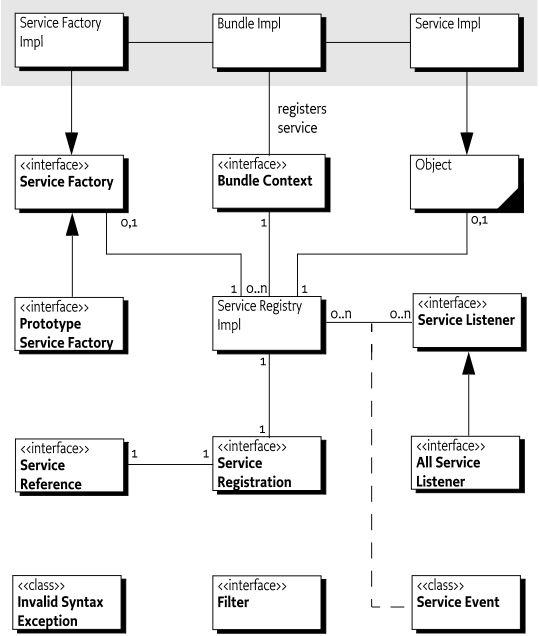 Service Factory
Impl
Bundle Impl
Service Impl
registers
service
<<interface>>
Service Factory
<<interface>>
Bundle Context
Object
0,1
1
0,1
1
0..n
1
<<interface>>
Prototype
Service Factory
Service Registry
Impl
0..n
0..n
<<interface>>
Service Listener
1
1
<<interface>>
Service
Reference
1
1
<<interface>>
Service
Registration
<<interface>>
All Service
Listener
<<class>>
Invalid Syntax
Exception
<<interface>>
Filter
<<class>>
Service Event